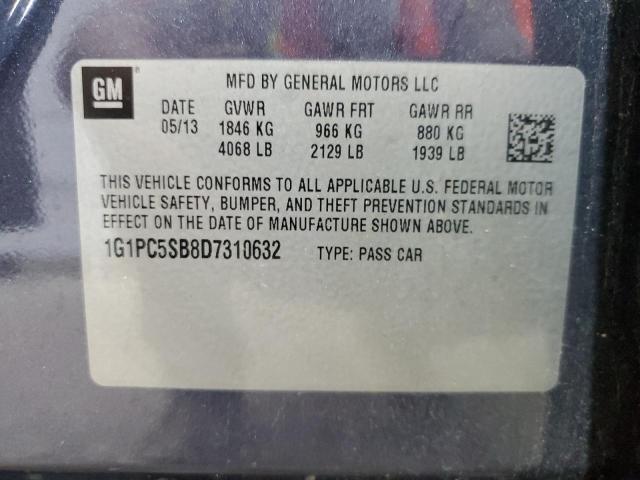 GM ®
MFD BY GENERAL MOTORS LLC
DATE GVWR GAWR FRT GAWR RR
05/13 1846 KG 966 KG 880 KG
4068 LB 2129 LB 1939 LB
THIS VEHICLE CONFORMS TO ALL APPLICABLE U.S. FEDERAL MOTOR
VEHICLE SAFETY, BUMPER, AND THEFT PREVENTION STANDARDS IN
EFFECT ON THE DATE OF MANUFACTURE SHOWN ABOVE.
1G1PC5SB8D7310632 TYPE: PASS CAR